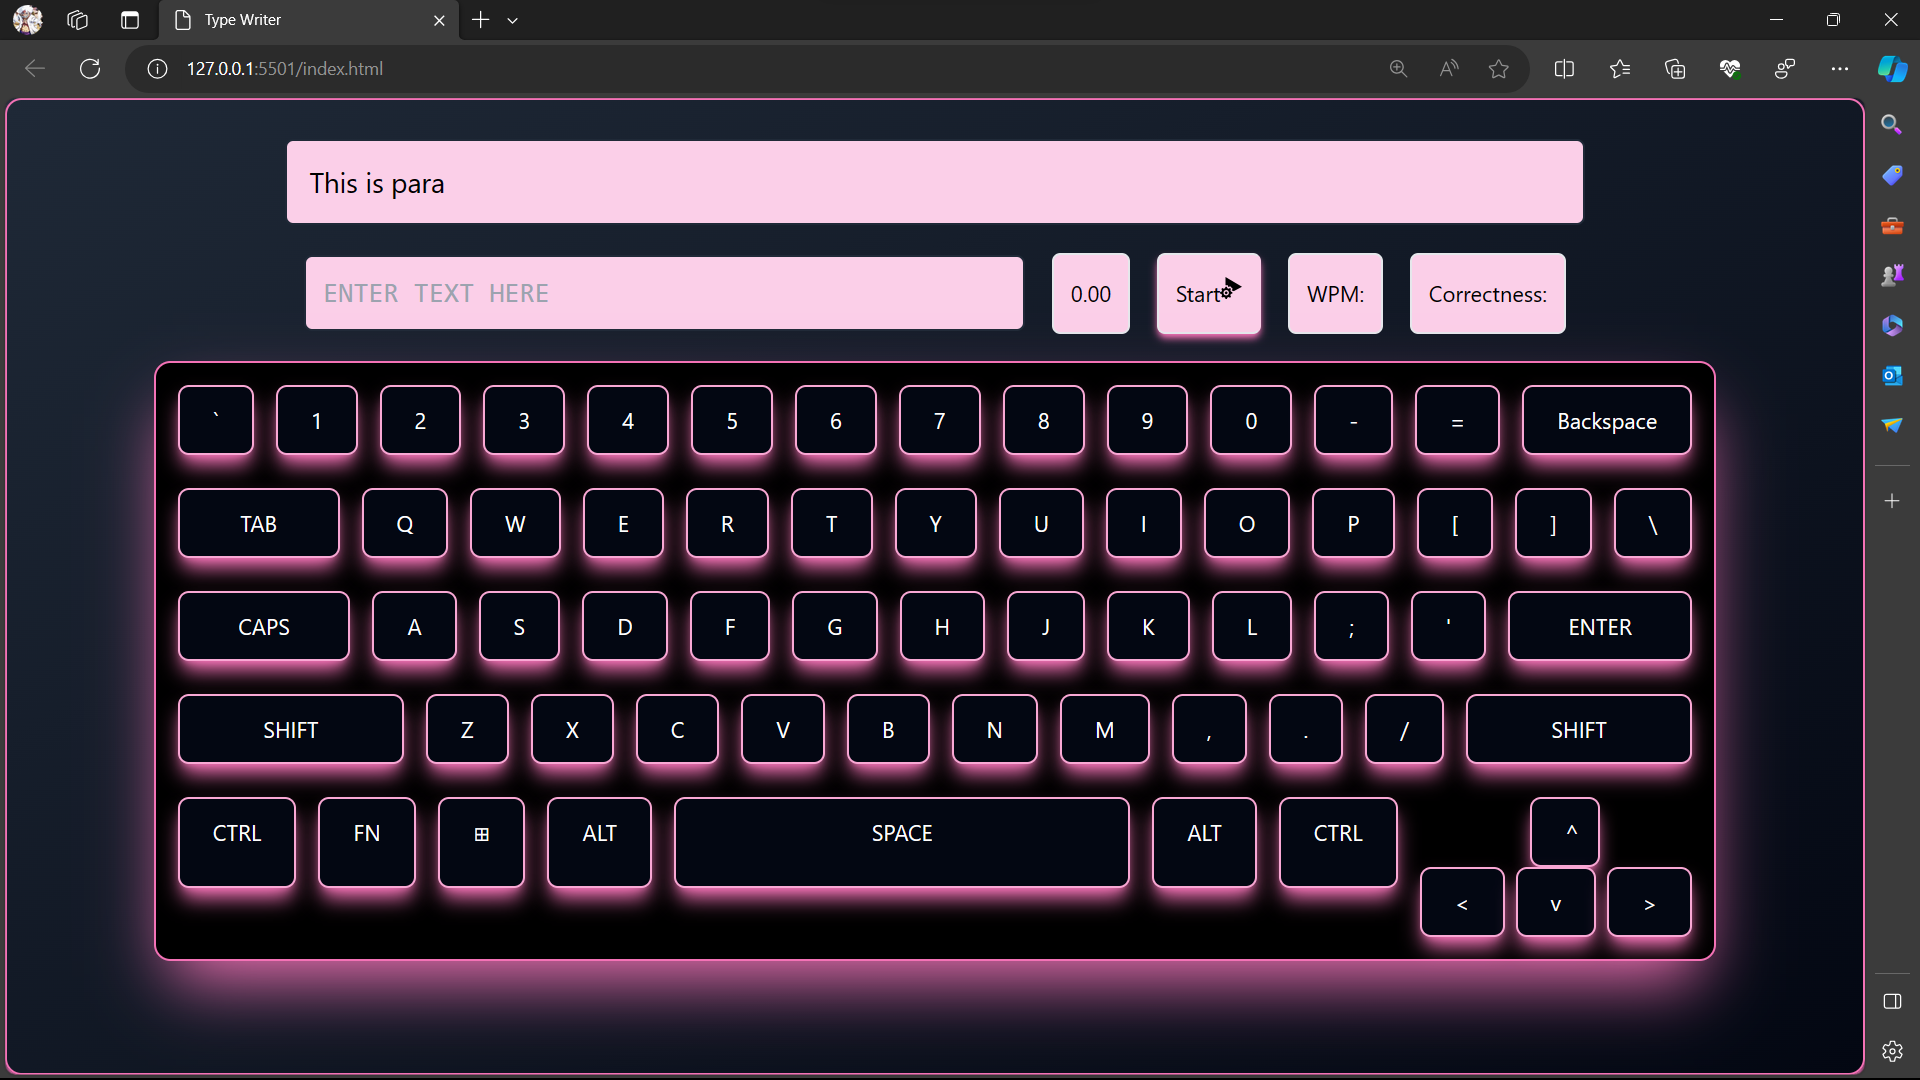 Type Writer
127.0.0.1:5501/index.html
This is para
ENTER TEXT HERE
0.00
Start
WPM:
Correctness:
` 1 2 3 4 5 6 7 8 9 0 - = Backspace
TAB Q W E R T Y U I O P [ ] \
CAPS A S D F G H J K L ; ' ENTER
SHIFT Z X C V B N M , . / SHIFT
CTRL FN ⊞ ALT SPACE ALT CTRL ^
< v >